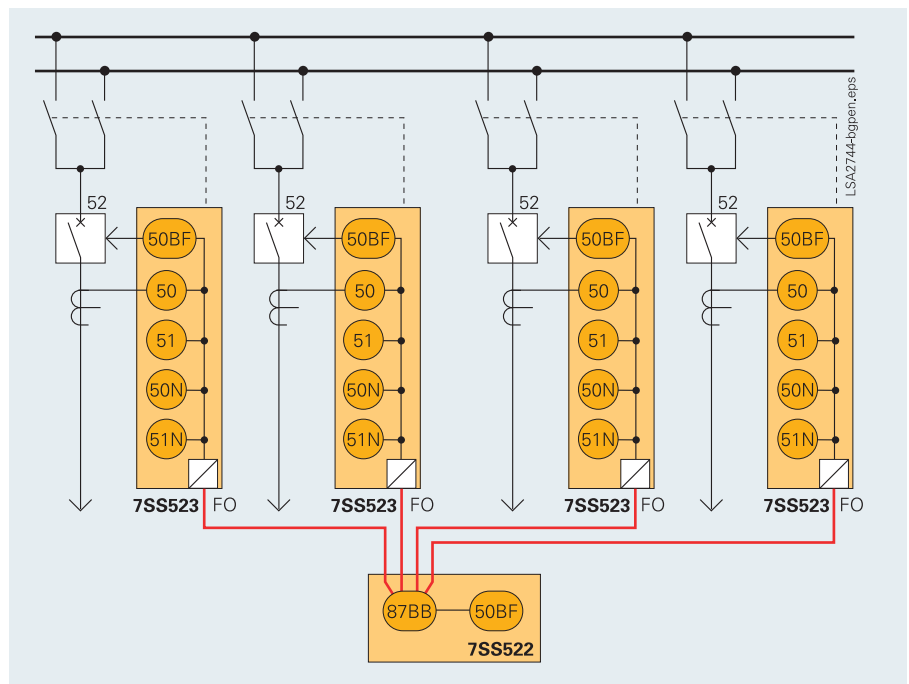 LSA2744-bgpen.eps
52 52 52 52
50BF 50BF 50BF 50BF
50 50 50 50
51 51 51 51
50N 50N 50N 50N
51N 51N 51N 51N
7SS523 FO 7SS523 FO 7SS523 FO 7SS523 FO
87BB 50BF
7SS522